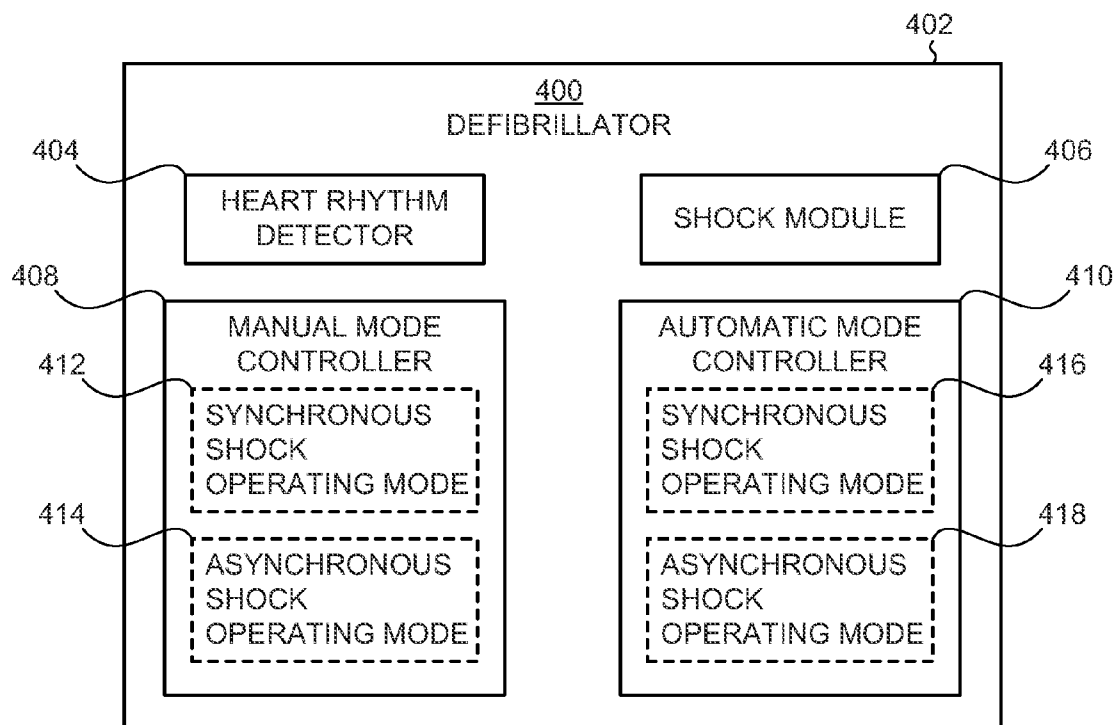 402
400
DEFIBRILLATOR
404
406
HEART RHYTHM
DETECTOR
SHOCK MODULE
408
410
MANUAL MODE
CONTROLLER
AUTOMATIC MODE
CONTROLLER
412
416
SYNCHRONOUS
SHOCK
OPERATING MODE
SYNCHRONOUS
SHOCK
OPERATING MODE
414
418
ASYNCHRONOUS
SHOCK
OPERATING MODE
ASYNCHRONOUS
SHOCK
OPERATING MODE